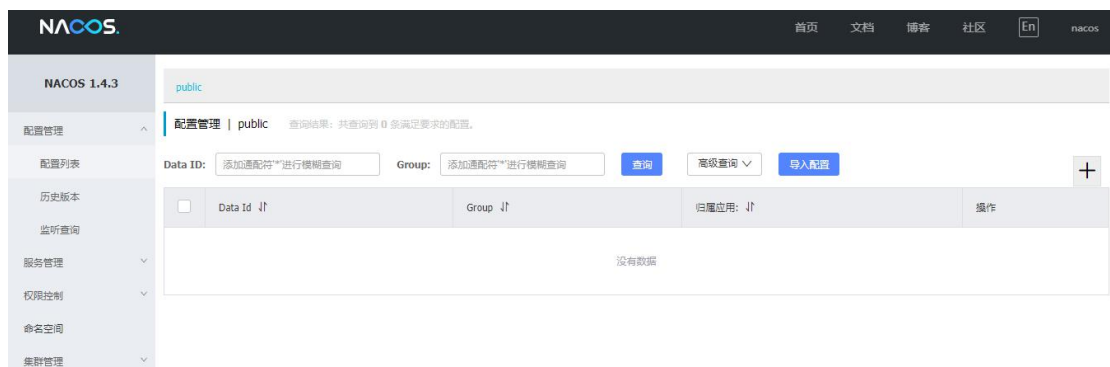 NACOS.
首页 文档 博客 社区 En nacos
NACOS 1.4.3
配置管理
配置列表
历史版本
监听查询
服务管理
权限控制
命名空间
集群管理
public
配置管理 | public 查询结果：共查询到 0 条满足要求的配置。
Data ID: 添加通配符'*'进行模糊查询 Group: 添加通配符'*'进行模糊查询 查询 高级查询 导入配置
Data Id Group 归属应用: 操作
没有数据